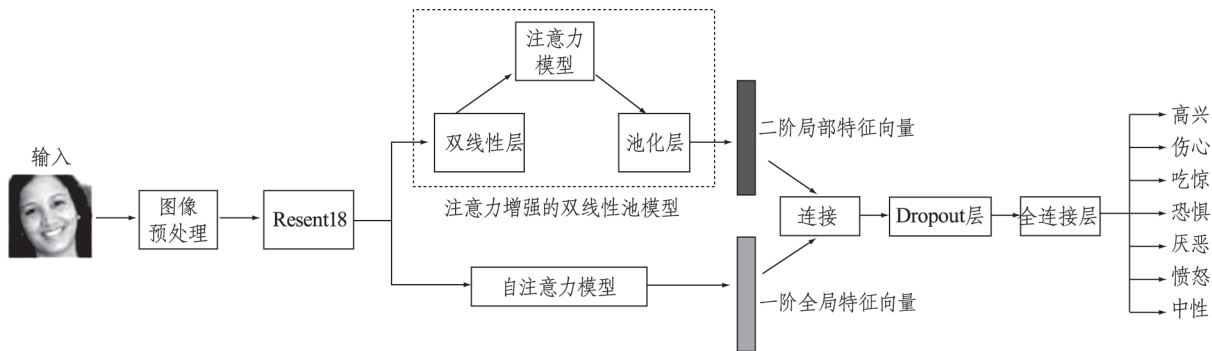 输入
图像
预处理
Resent18
注意力
模型
双线性层
池化层
注意力增强的双线性池模型
自注意力模型
二阶局部特征向量
一阶全局特征向量
连接
Dropout层
全连接层
高兴
伤心
吃惊
恐惧
厌恶
愤怒
中性